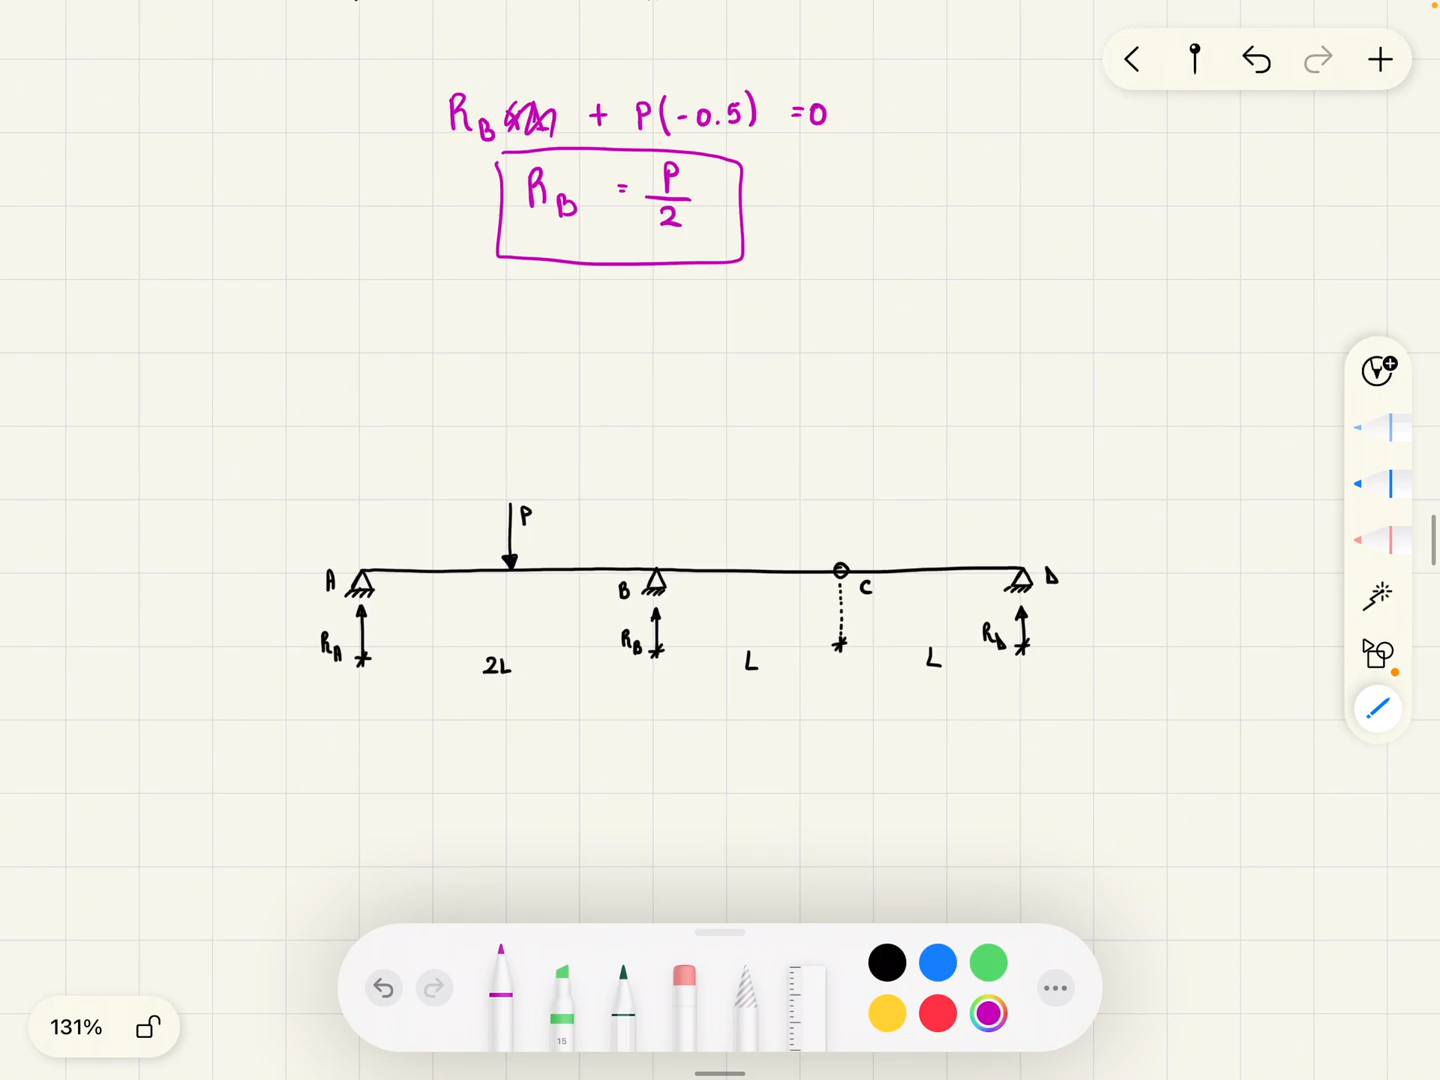 R_B + P(-0.5) = 0
R_B = P/2
P
A B C D
R_A R_B R_D
2L L L
15
131%